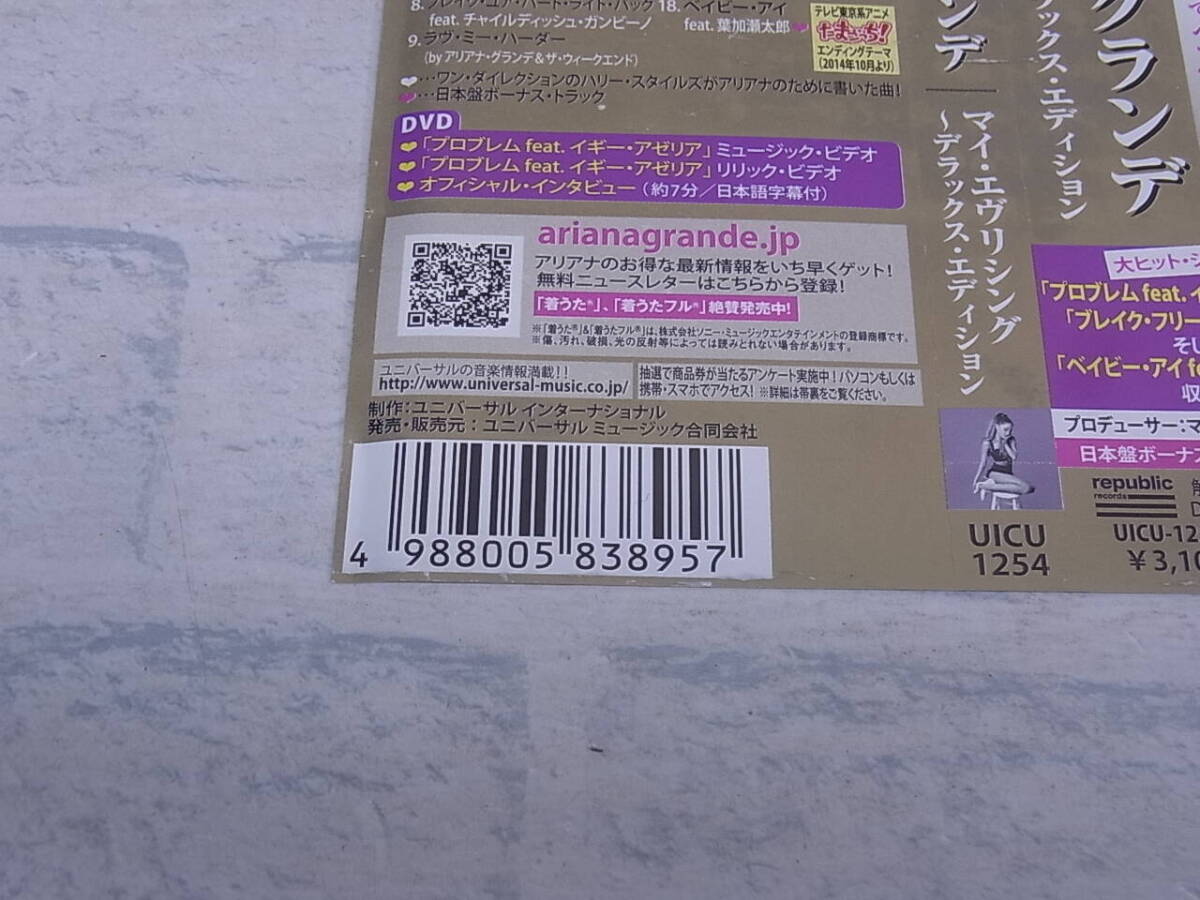 8. ブレイク・ユア・ハート・ライト・バック
feat. チャイルディッシュ・ガンビーノ
9. ラヴ・ミー・ハーダー
(by アリアナ・グランデ&ザ・ウィークエンド)
18. ベイビー・アイ
feat. 葉加瀬太郎
テレビ東京系アニメ
エンディングテーマ
(2014年10月より)
…ワン・ダイレクションのハリー・スタイルズがアリアナのために書いた曲!
…日本盤ボーナス・トラック
DVD
「プロブレム feat. イギー・アゼリア」ミュージック・ビデオ
「プロブレム feat. イギー・アゼリア」リリック・ビデオ
オフィシャル・インタビュー (約7分/日本語字幕付)
arianagrande.jp
アリアナのお得な最新情報をいち早くゲット!
無料ニュースレターはこちらから登録!
「着うた®」、「着うたフル®」絶賛発売中!
※「着うた®」&「着うたフル®」は、株式会社ソニー・ミュージックエンタテインメントの登録商標です。
※傷、汚れ、破損、光の反射等によっては読みとれない場合があります。
ユニバーサルの音楽情報満載!!
http://www.universal-music.co.jp/
抽選で商品券が当たるアンケート実施中!パソコンもしくは
携帯・スマホでアクセス! ※詳細は帯裏をご覧ください。
制作:ユニバーサル インターナショナル
発売・販売元:ユニバーサル ミュージック合同会社
4 988005 838957
ンデ
マイ・エヴリシング
～デラックス・エディション
UICU
1254
グランデ
ックス・エディション
大ヒット・シ
「プロブレム feat. イ
「ブレイク・フリー
そし
「ベイビー・アイ fe
収
プロデューサー:マ
日本盤ボーナス
republic
records
UICU-12
¥3,10